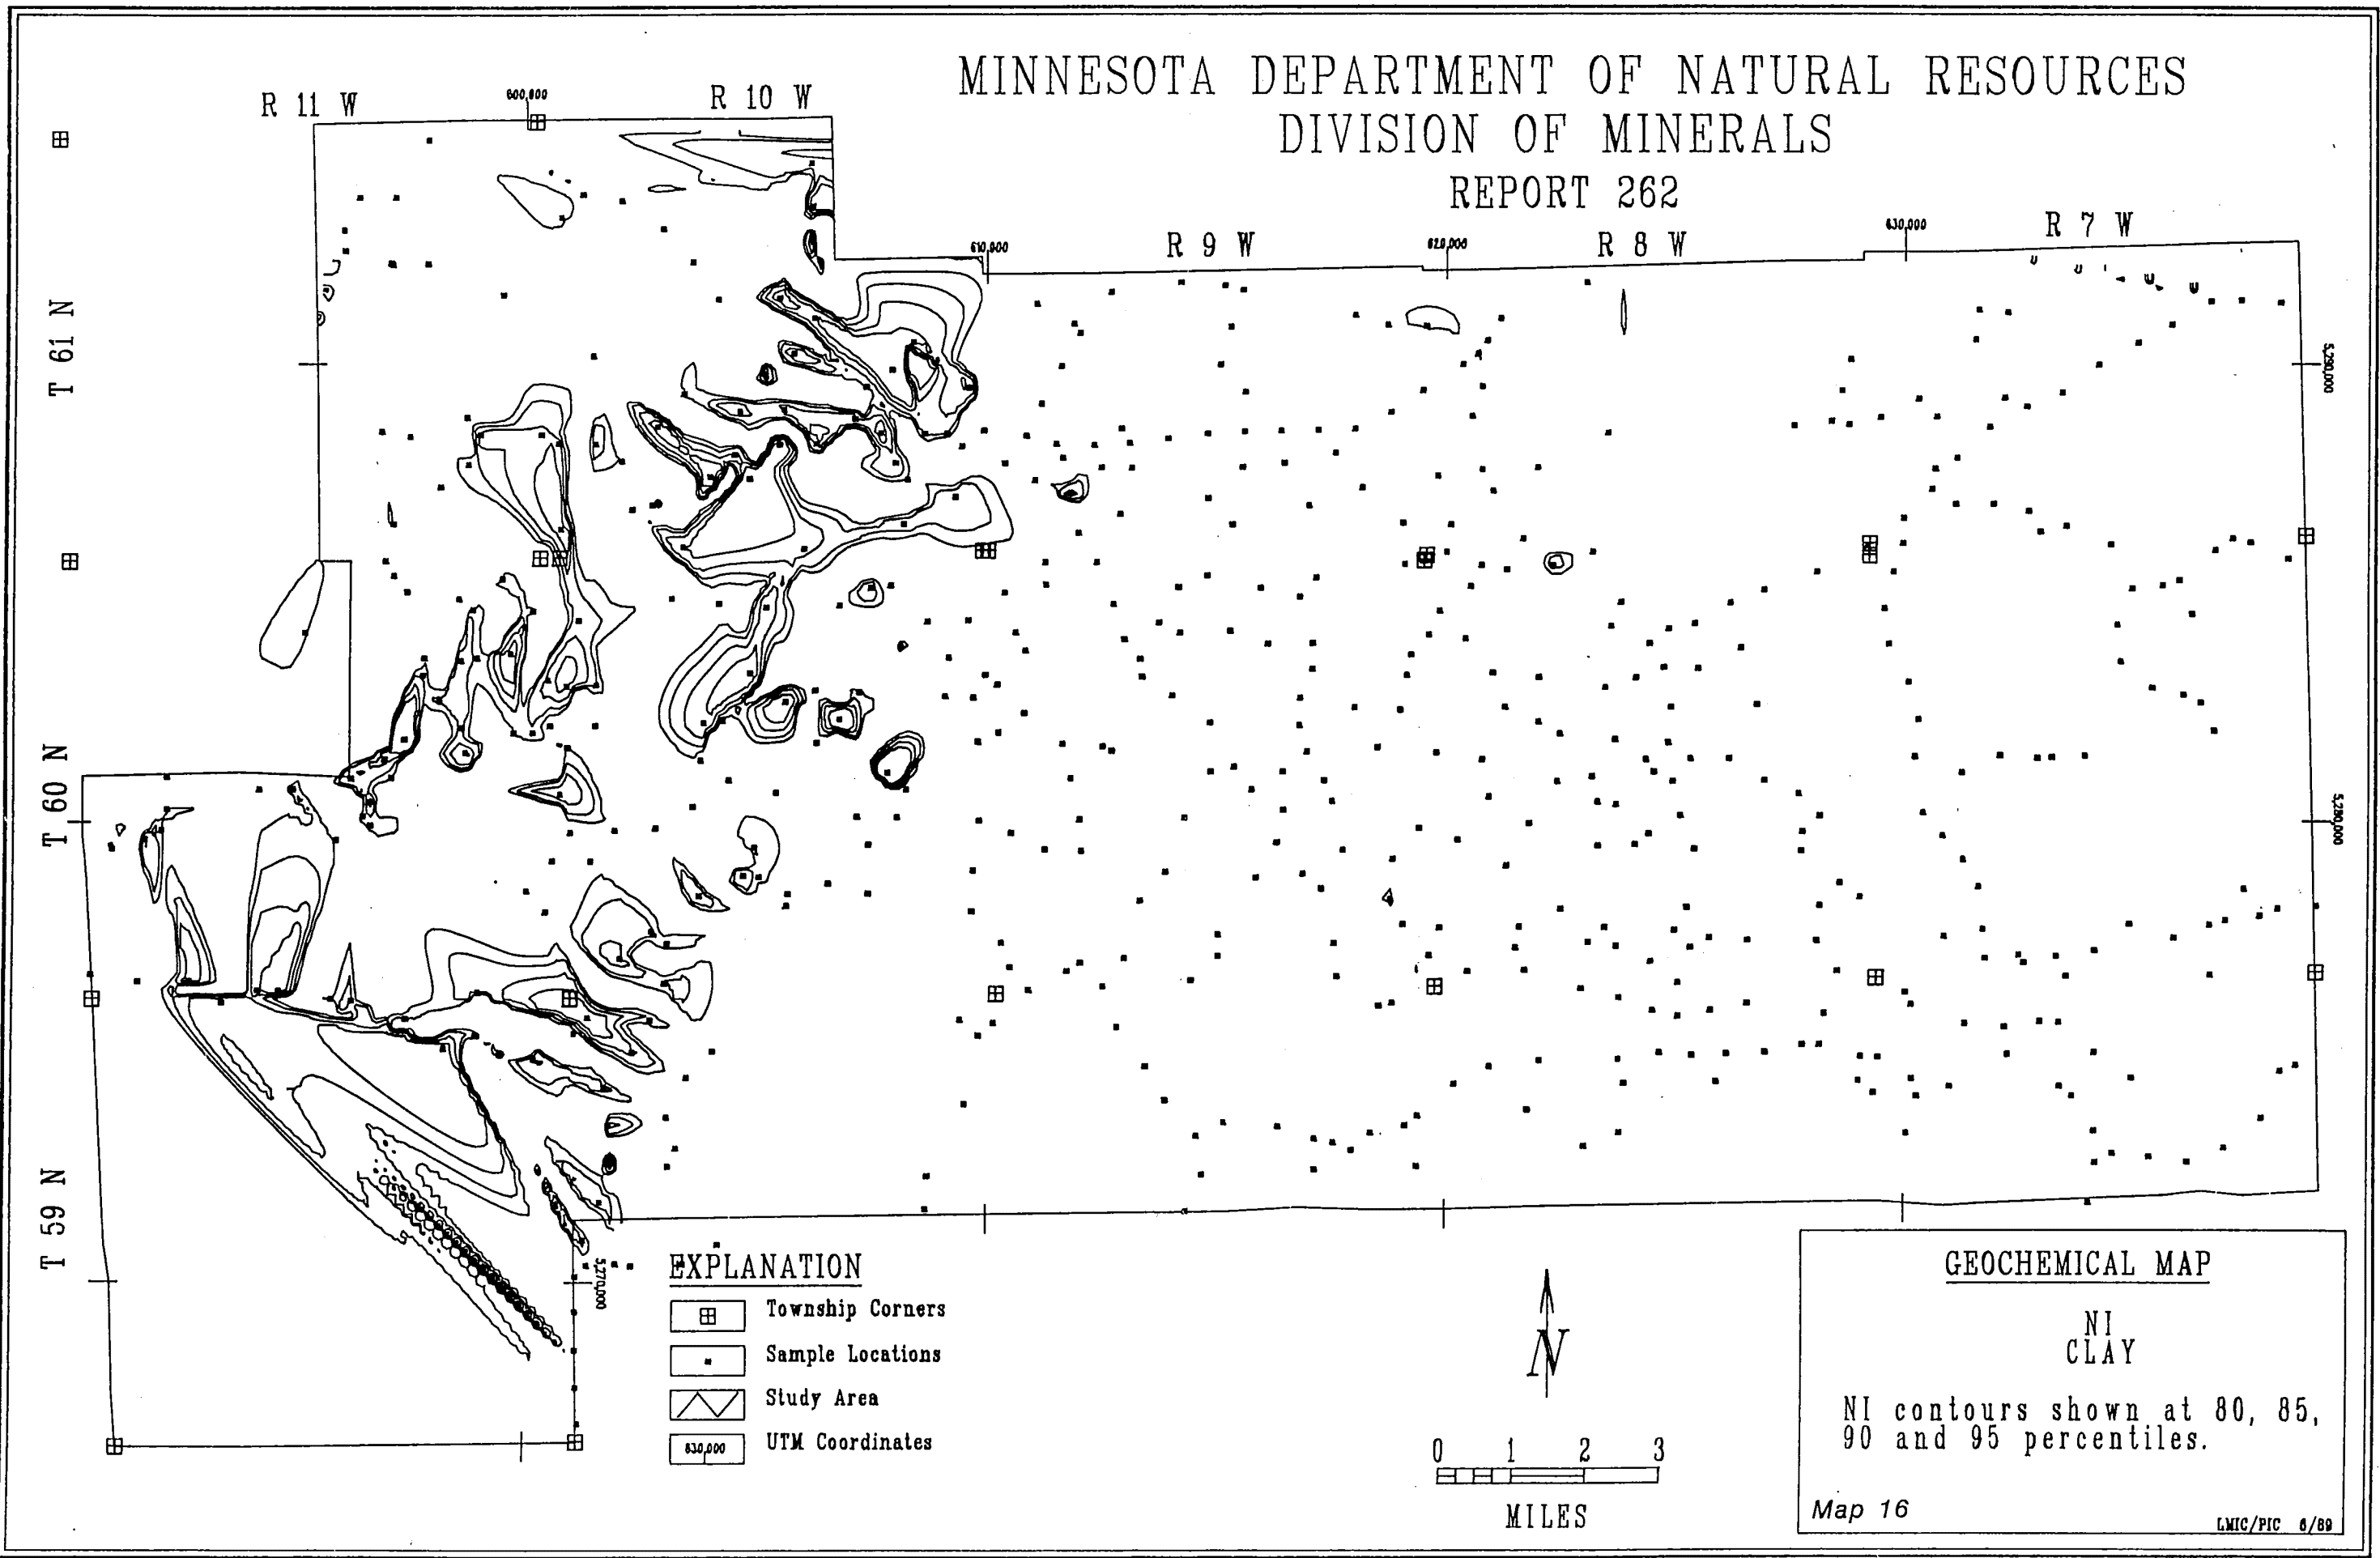 MINNESOTA DEPARTMENT OF NATURAL RESOURCES
DIVISION OF MINERALS
REPORT 262
R 11 W
600,000
R 10 W
610,000
R 9 W
620,000
R 8 W
630,000
R 7 W
T 61 N
5,290,000
T 60 N
5,280,000
T 59 N
5,270,000
EXPLANATION
Township Corners
Sample Locations
Study Area
630,000
UTM Coordinates
N
0 1 2 3
MILES
GEOCHEMICAL MAP
NI
CLAY
NI contours shown at 80, 85,
90 and 95 percentiles.
Map 16
LMIC/PIC 6/89